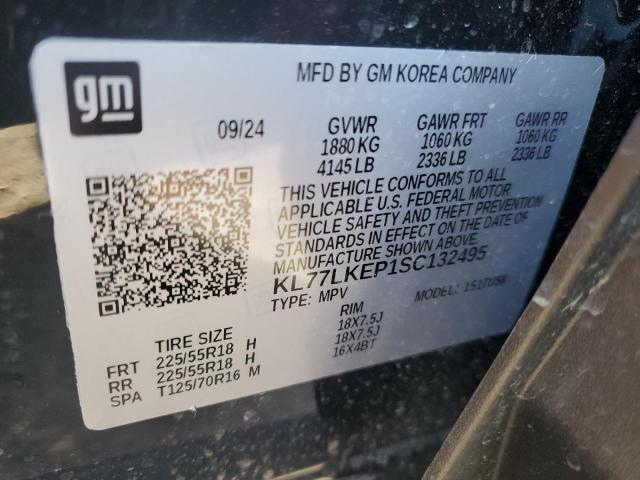 gm
MFD BY GM KOREA COMPANY
09/24 GVWR GAWR FRT GAWR RR
1880 KG 1060 KG 1060 KG
4145 LB 2336 LB 2336 LB
THIS VEHICLE CONFORMS TO ALL
APPLICABLE U.S. FEDERAL MOTOR
VEHICLE SAFETY AND THEFT PREVENTION
STANDARDS IN EFFECT ON THE DATE OF
MANUFACTURE SHOWN ABOVE.
KL77LKEP1SC132495
TYPE: MPV MODEL: 151TUS6
TIRE SIZE RIM
FRT 225/55R18 H 18X7.5J
RR 225/55R18 H 18X7.5J
SPA T125/70R16 M 16X4BT